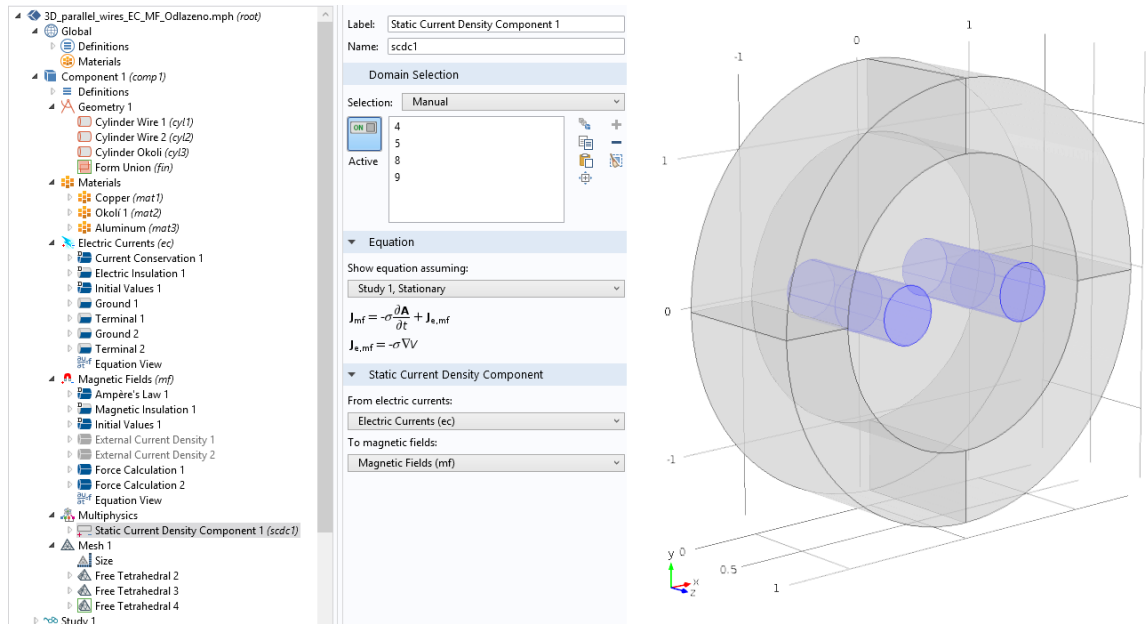 3D_parallel_wires_EC_MF_Odlazeno.mph (root)
Global
Definitions
Materials
Component 1 (comp1)
Definitions
Geometry 1
Cylinder Wire 1 (cyl1)
Cylinder Wire 2 (cyl2)
Cylinder Okoli (cyl3)
Form Union (fin)
Materials
Copper (mat1)
Okolí 1 (mat2)
Aluminum (mat3)
Electric Currents (ec)
Current Conservation 1
Electric Insulation 1
Initial Values 1
Ground 1
Terminal 1
Ground 2
Terminal 2
Equation View
Magnetic Fields (mf)
Ampère's Law 1
Magnetic Insulation 1
Initial Values 1
External Current Density 1
External Current Density 2
Force Calculation 1
Force Calculation 2
Equation View
Multiphysics
Static Current Density Component 1 (scdc1)
Mesh 1
Size
Free Tetrahedral 2
Free Tetrahedral 3
Free Tetrahedral 4
Study 1
Label: Static Current Density Component 1
Name: scdc1
Domain Selection
Selection: Manual
ON
Active
4
5
8
9
Equation
Show equation assuming:
Study 1, Stationary
J_mf = -σ ∂A/∂t + J_e,mf
J_e,mf = -σ∇V
Static Current Density Component
From electric currents:
Electric Currents (ec)
To magnetic fields:
Magnetic Fields (mf)
1
0
-1
1
0
-1
0
0.5
1
y
x
z